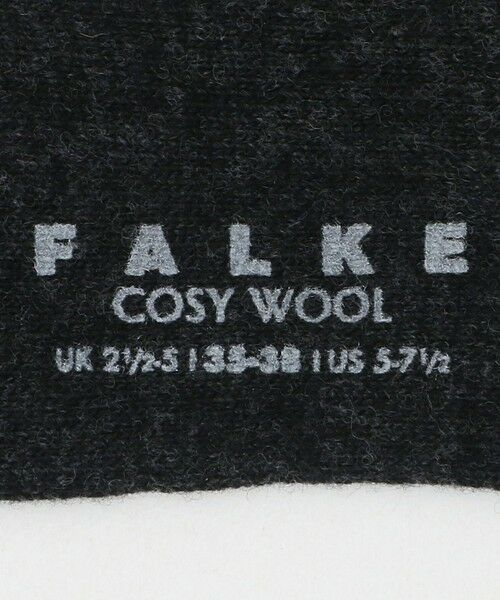 FALKE
COSY WOOL
UK 2½-5 | 35-38 | US 5-7½